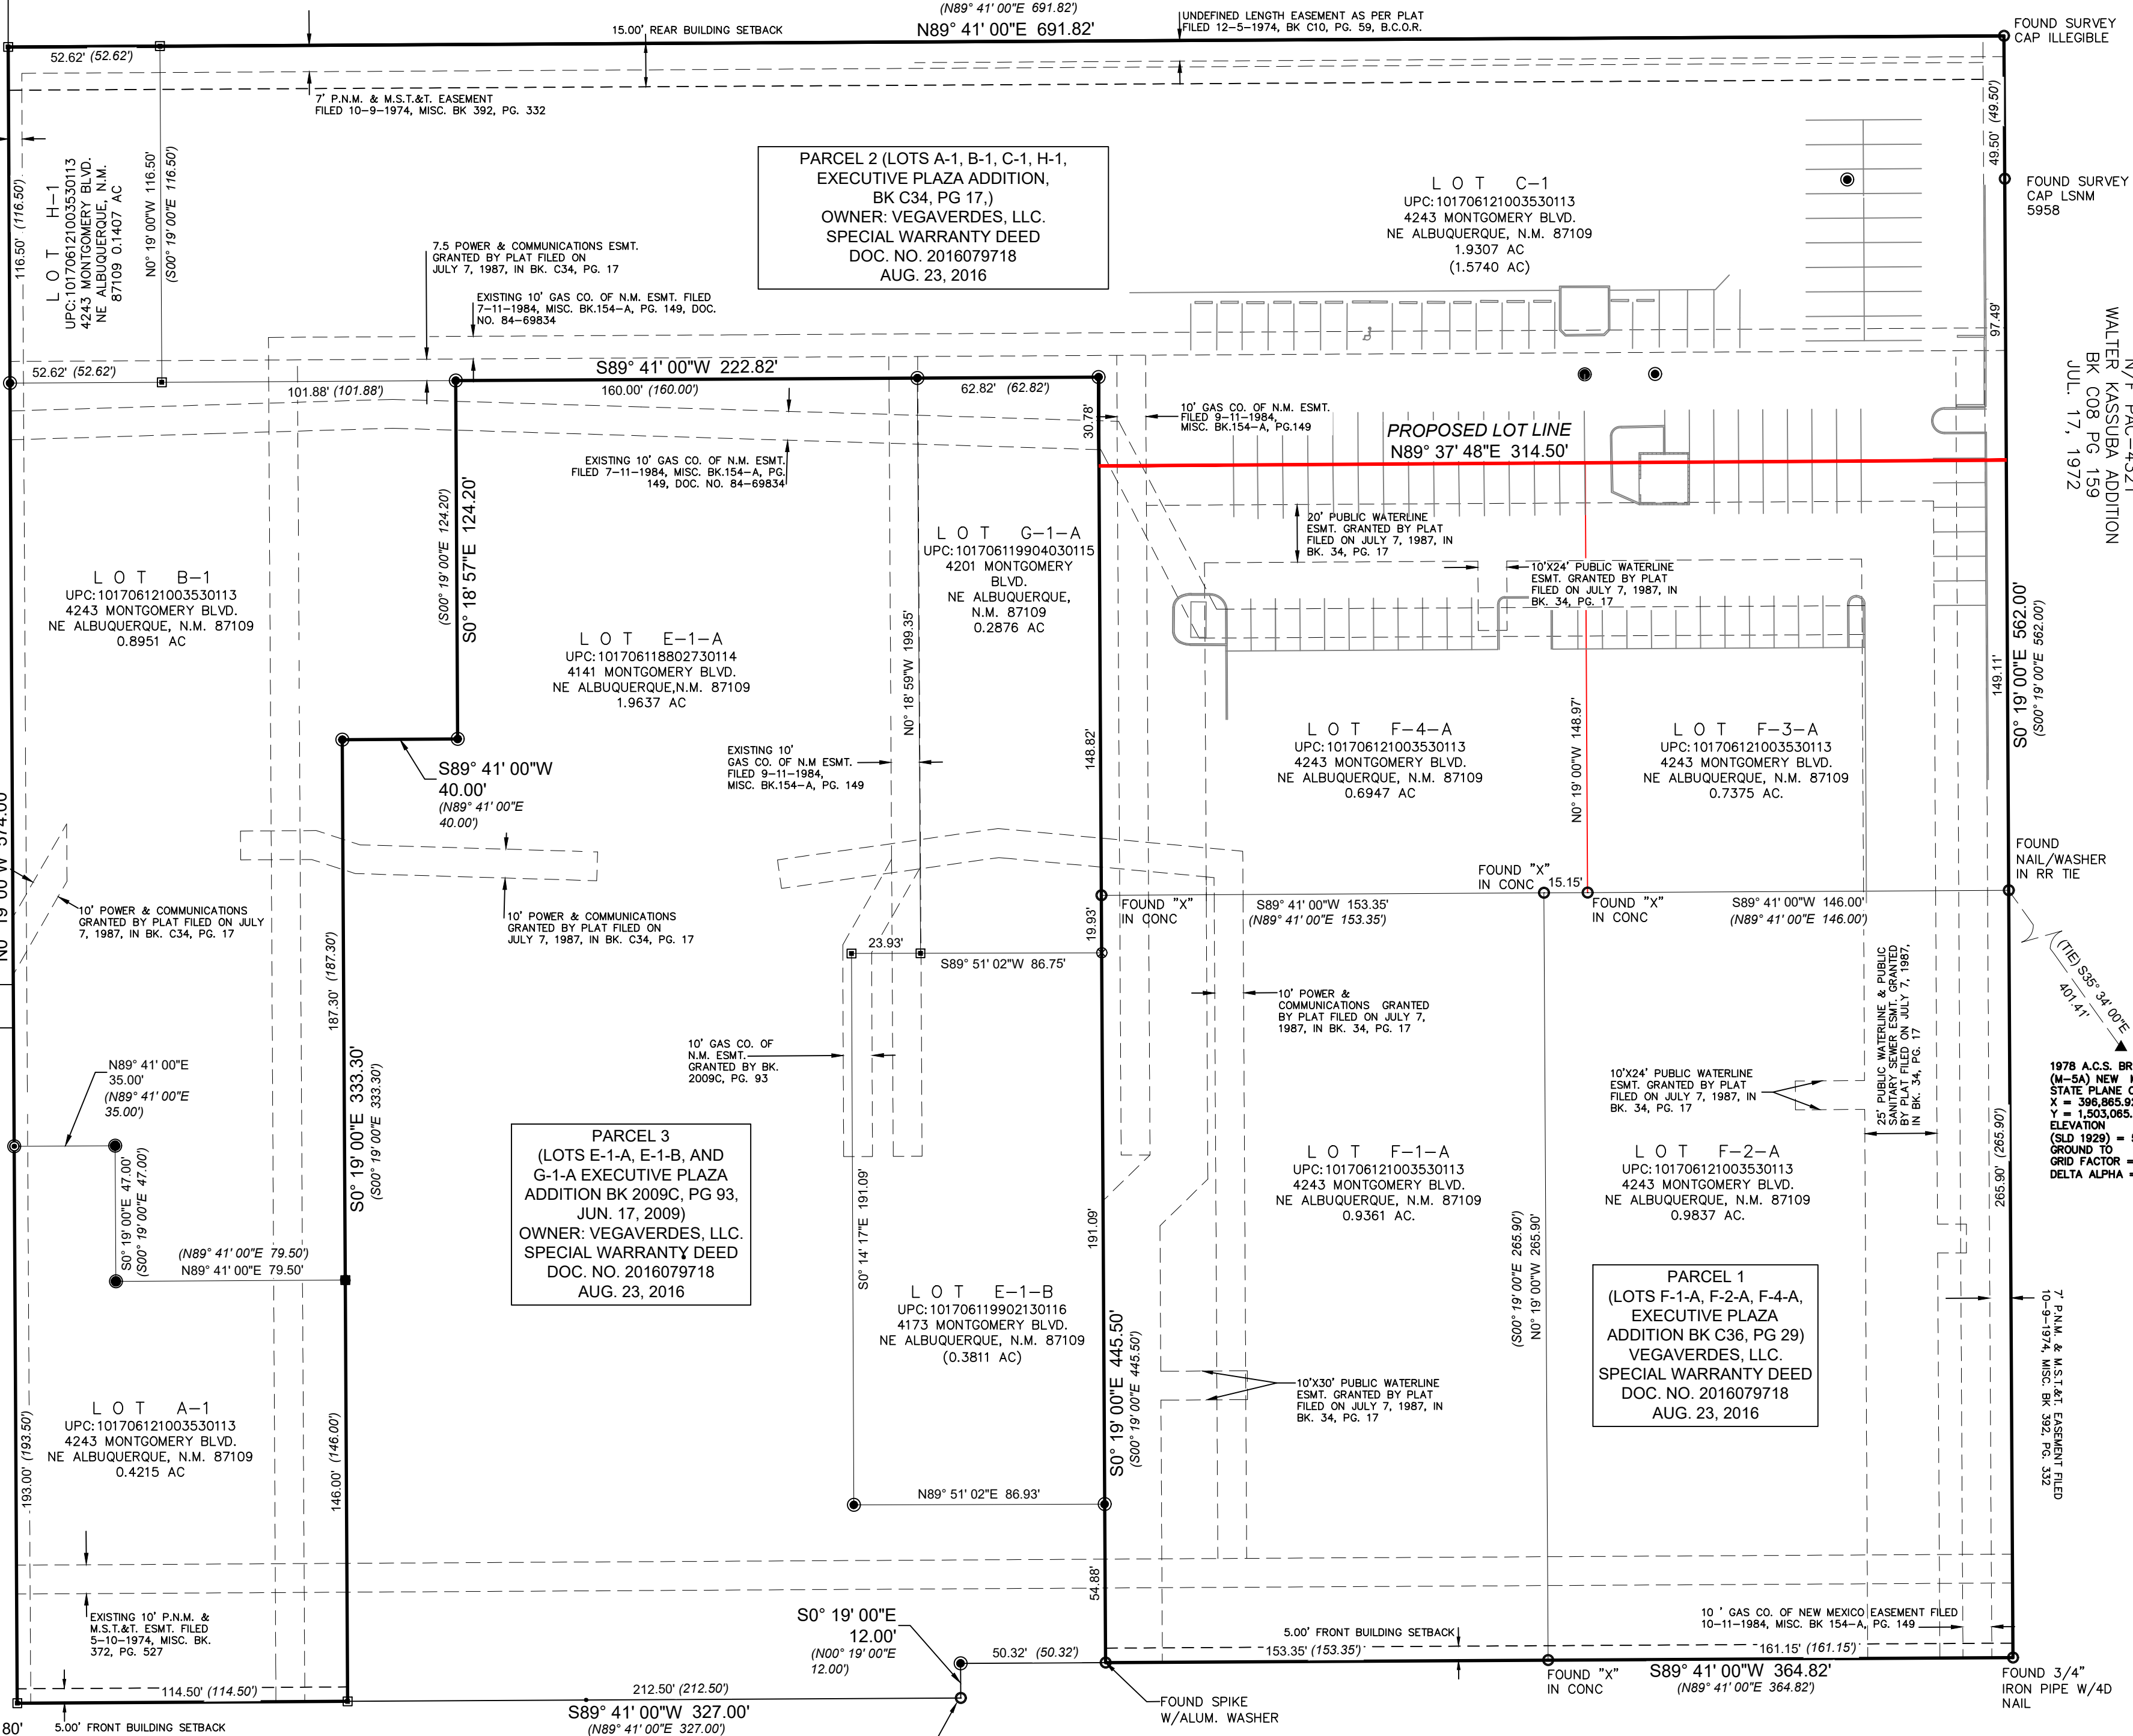 (N89° 41' 00"E  691.82')
N89° 41' 00"E  691.82'
15.00' REAR BUILDING SETBACK
UNDEFINED LENGTH EASEMENT AS PER PLAT
FILED 12-5-1974, BK C10, PG. 59, B.C.O.R.
FOUND SURVEY
CAP ILLEGIBLE
52.62' (52.62')
7' P.N.M. & M.S.T.&T. EASEMENT
FILED 10-9-1974, MISC. BK 392, PG. 332
49.50' (49.50')
FOUND SURVEY
CAP LSNM
5958
116.50' (116.50')
LOT H-1
UPC:101706121003530113
4243 MONTGOMERY BLVD.
NE ALBUQUERQUE, N.M.
87109 0.1407 AC
N0° 19' 00"W 116.50'
(S00° 19' 00"E 116.50')
PARCEL 2 (LOTS A-1, B-1, C-1, H-1,
EXECUTIVE PLAZA ADDITION,
BK C34, PG 17,)
OWNER: VEGAVERDES, LLC.
SPECIAL WARRANTY DEED
DOC. NO. 2016079718
AUG. 23, 2016
LOT C-1
UPC:101706121003530113
4243 MONTGOMERY BLVD.
NE ALBUQUERQUE, N.M. 87109
1.9307 AC
(1.5740 AC)
7.5 POWER & COMMUNICATIONS ESMT.
GRANTED BY PLAT FILED ON
JULY 7, 1987, IN BK. C34, PG. 17
EXISTING 10' GAS CO. OF N.M. ESMT. FILED
7-11-1984, MISC. BK.154-A, PG. 149, DOC.
NO. 84-69834
97.49'
WALTER KASSUBA ADDITION
BK C08 PG 159
JUL. 17, 1972
52.62' (52.62')
101.88' (101.88')
S89° 41' 00"W  222.82'
160.00' (160.00')
62.82' (62.82')
30.78'
10' GAS CO. OF N.M. ESMT.
FILED 9-11-1984,
MISC. BK.154-A, PG.149
PROPOSED LOT LINE
N89° 37' 48"E  314.50'
EXISTING 10' GAS CO. OF N.M. ESMT.
FILED 7-11-1984, MISC. BK.154-A, PG.
149, DOC. NO. 84-69834
(S00° 19' 00"E 124.20')
S0° 18' 57"E  124.20'
LOT G-1-A
UPC:101706119904030115
4201 MONTGOMERY
BLVD.
NE ALBUQUERQUE,
N.M. 87109
0.2876 AC
20' PUBLIC WATERLINE
ESMT. GRANTED BY PLAT
FILED ON JULY 7, 1987, IN
BK. 34, PG. 17
10'X24' PUBLIC WATERLINE
ESMT. GRANTED BY PLAT
FILED ON JULY 7, 1987, IN
BK. 34, PG. 17
LOT B-1
UPC:101706121003530113
4243 MONTGOMERY BLVD.
NE ALBUQUERQUE, N.M. 87109
0.8951 AC
LOT E-1-A
UPC:101706118802730114
4141 MONTGOMERY BLVD.
NE ALBUQUERQUE,N.M. 87109
1.9637 AC
N0° 18' 59"W 199.35'
S0° 19' 00"E  562.00'
(S00° 19' 00"E 562.00')
149.11'
148.82'
N0° 19' 00"W 148.97'
LOT F-4-A
UPC:101706121003530113
4243 MONTGOMERY BLVD.
NE ALBUQUERQUE, N.M. 87109
0.6947 AC
LOT F-3-A
UPC:101706121003530113
4243 MONTGOMERY BLVD.
NE ALBUQUERQUE, N.M. 87109
0.7375 AC.
S89° 41' 00"W
40.00'
(N89° 41' 00"E
40.00')
EXISTING 10'
GAS CO. OF N.M ESMT.
FILED 9-11-1984,
MISC. BK.154-A, PG. 149
FOUND
NAIL/WASHER
IN RR TIE
FOUND "X"
IN CONC
15.15'
FOUND "X"
IN CONC
S89° 41' 00"W 153.35'
(N89° 41' 00"E 153.35')
FOUND "X"
IN CONC
S89° 41' 00"W 146.00'
(N89° 41' 00"E 146.00')
10' POWER & COMMUNICATIONS
GRANTED BY PLAT FILED ON JULY
7, 1987, IN BK. C34, PG. 17
10' POWER & COMMUNICATIONS
GRANTED BY PLAT FILED ON
JULY 7, 1987, IN BK. C34, PG. 17
187.30' (187.30')
19.93'
23.93'
S89° 51' 02"W 86.75'
(TIE) S35° 34' 00"E
401.41'
10' POWER &
COMMUNICATIONS GRANTED
BY PLAT FILED ON JULY 7,
1987, IN BK. 34, PG. 17
25' PUBLIC WATERLINE & PUBLIC
SANITARY SEWER ESMT. GRANTED
BY PLAT FILED ON JULY 7, 1987,
IN BK. 34, PG. 17
10' GAS CO. OF
N.M. ESMT.
GRANTED BY BK.
2009C, PG. 93
N89° 41' 00"E
35.00'
(N89° 41' 00"E
35.00')
S0° 19' 00"E  333.30'
(S00° 19' 00"E 333.30')
10'X24' PUBLIC WATERLINE
ESMT. GRANTED BY PLAT
FILED ON JULY 7, 1987, IN
BK. 34, PG. 17
1978 A.C.S.
(M-5A) NEW
STATE PLANE
X = 396,865.
Y = 1,503,065.
ELEVATION
(SLD 1929) =
GROUND TO
GRID FACTOR =
DELTA ALPHA =
265.90' (265.90')
S0° 19' 00"E 47.00'
(S00° 19' 00"E 47.00')
PARCEL 3
(LOTS E-1-A, E-1-B, AND
G-1-A EXECUTIVE PLAZA
ADDITION BK 2009C, PG 93,
JUN. 17, 2009)
OWNER: VEGAVERDES, LLC.
SPECIAL WARRANTY DEED
DOC. NO. 2016079718
AUG. 23, 2016
S0° 14' 17"E 191.09'
191.09'
LOT F-1-A
UPC:101706121003530113
4243 MONTGOMERY BLVD.
NE ALBUQUERQUE, N.M. 87109
0.9361 AC.
LOT F-2-A
UPC:101706121003530113
4243 MONTGOMERY BLVD.
NE ALBUQUERQUE, N.M. 87109
0.9837 AC.
(S00° 19' 00"E 265.90')
N0° 19' 00"W 265.90'
(N89° 41' 00"E 79.50')
N89° 41' 00"E 79.50'
LOT E-1-B
UPC:101706119902130116
4173 MONTGOMERY BLVD.
NE ALBUQUERQUE, N.M. 87109
(0.3811 AC)
PARCEL 1
(LOTS F-1-A, F-2-A, F-4-A,
EXECUTIVE PLAZA
ADDITION BK C36, PG 29)
VEGAVERDES, LLC.
SPECIAL WARRANTY DEED
DOC. NO. 2016079718
AUG. 23, 2016
7' P.N.M. & M.S.T.&T. EASEMENT FILED
10-9-1974, MISC. BK 392, PG. 332
S0° 19' 00"E  445.50'
(S00° 19' 00"E 445.50')
10'X30' PUBLIC WATERLINE
ESMT. GRANTED BY PLAT
FILED ON JULY 7, 1987, IN
BK. 34, PG. 17
LOT A-1
UPC:101706121003530113
4243 MONTGOMERY BLVD.
NE ALBUQUERQUE, N.M. 87109
0.4215 AC
193.00' (193.50')
146.00' (146.00')
N89° 51' 02"E 86.93'
54.88'
EXISTING 10' P.N.M. &
M.S.T.&T. ESMT. FILED
5-10-1974, MISC. BK.
372, PG. 527
S0° 19' 00"E
12.00'
(N00° 19' 00"E
12.00')
50.32' (50.32')
5.00' FRONT BUILDING SETBACK
10 ' GAS CO. OF NEW MEXICO EASEMENT FILED
10-11-1984, MISC. BK 154-A, PG. 149
153.35' (153.35')
161.15' (161.15')
FOUND "X"
IN CONC
S89° 41' 00"W  364.82'
(N89° 41' 00"E  364.82')
FOUND 3/4"
IRON PIPE W/4D
NAIL
114.50' (114.50')
212.50' (212.50')
S89° 41' 00"W  327.00'
(N89° 41' 00"E  327.00')
FOUND SPIKE
W/ALUM. WASHER
80'
5.00' FRONT BUILDING SETBACK